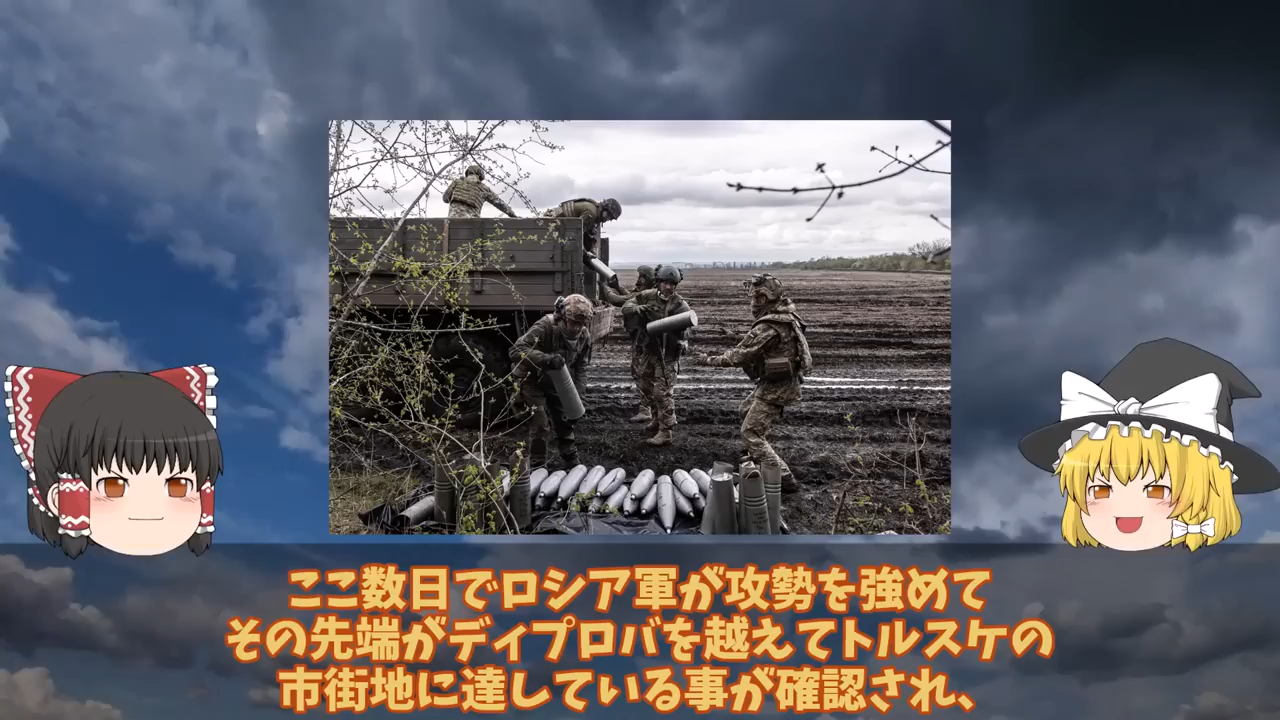 ここ数日でロシア軍が攻勢を強めて
その先端がディプロバを越えてトルスケの
市街地に達している事が確認され、